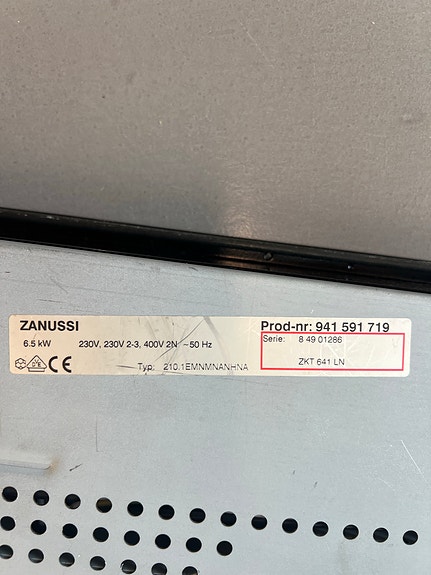 ZANUSSI
Prod-nr: 941 591 719
6.5 kW 230V, 230V 2-3, 400V 2N ~50 Hz
Serie: 8 49 01286
CE
Typ: 210.1EMNMNANHNA
ZKT 641 LN